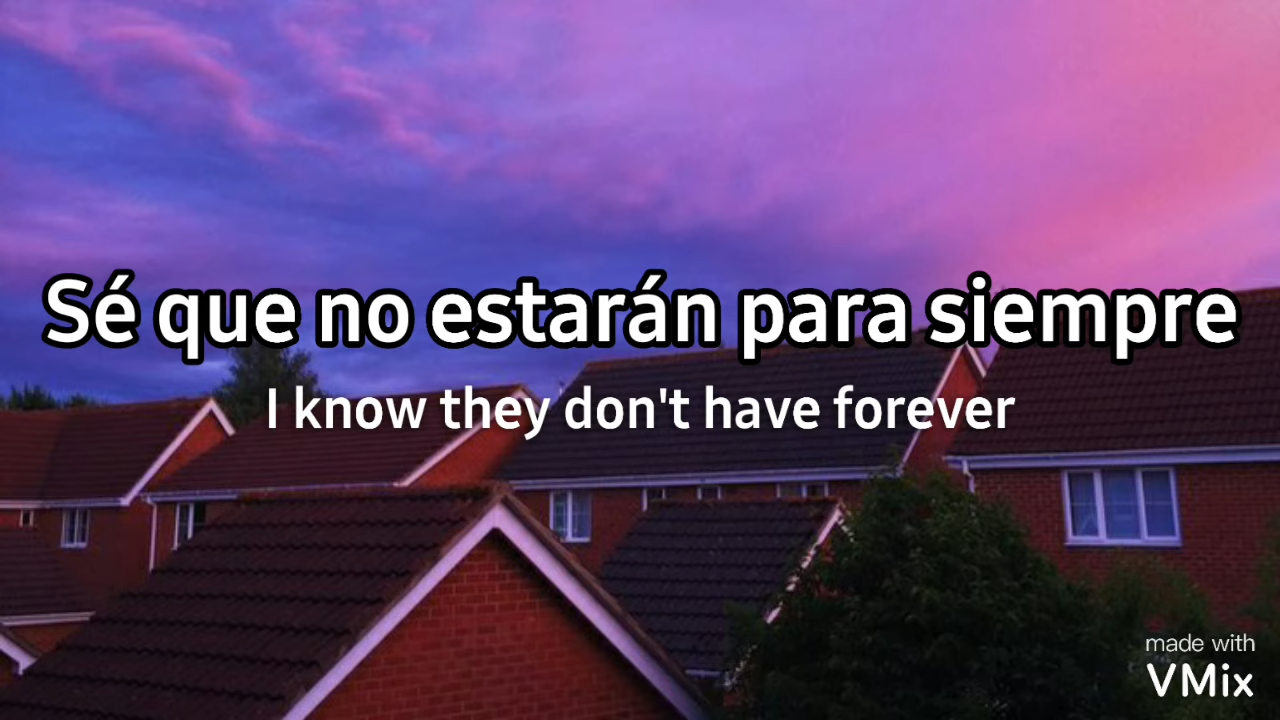 Sé que no estarán para siempre
I know they don't have forever
made with
VMix